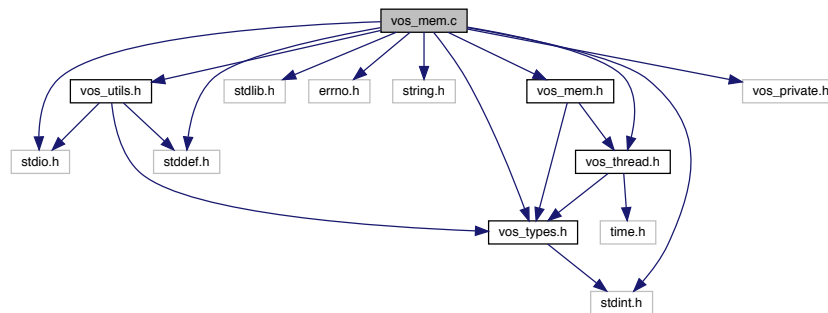 vos_mem.c
vos_utils.h
stdlib.h
errno.h
string.h
vos_mem.h
vos_private.h
stdio.h
stddef.h
vos_thread.h
vos_types.h
time.h
stdint.h